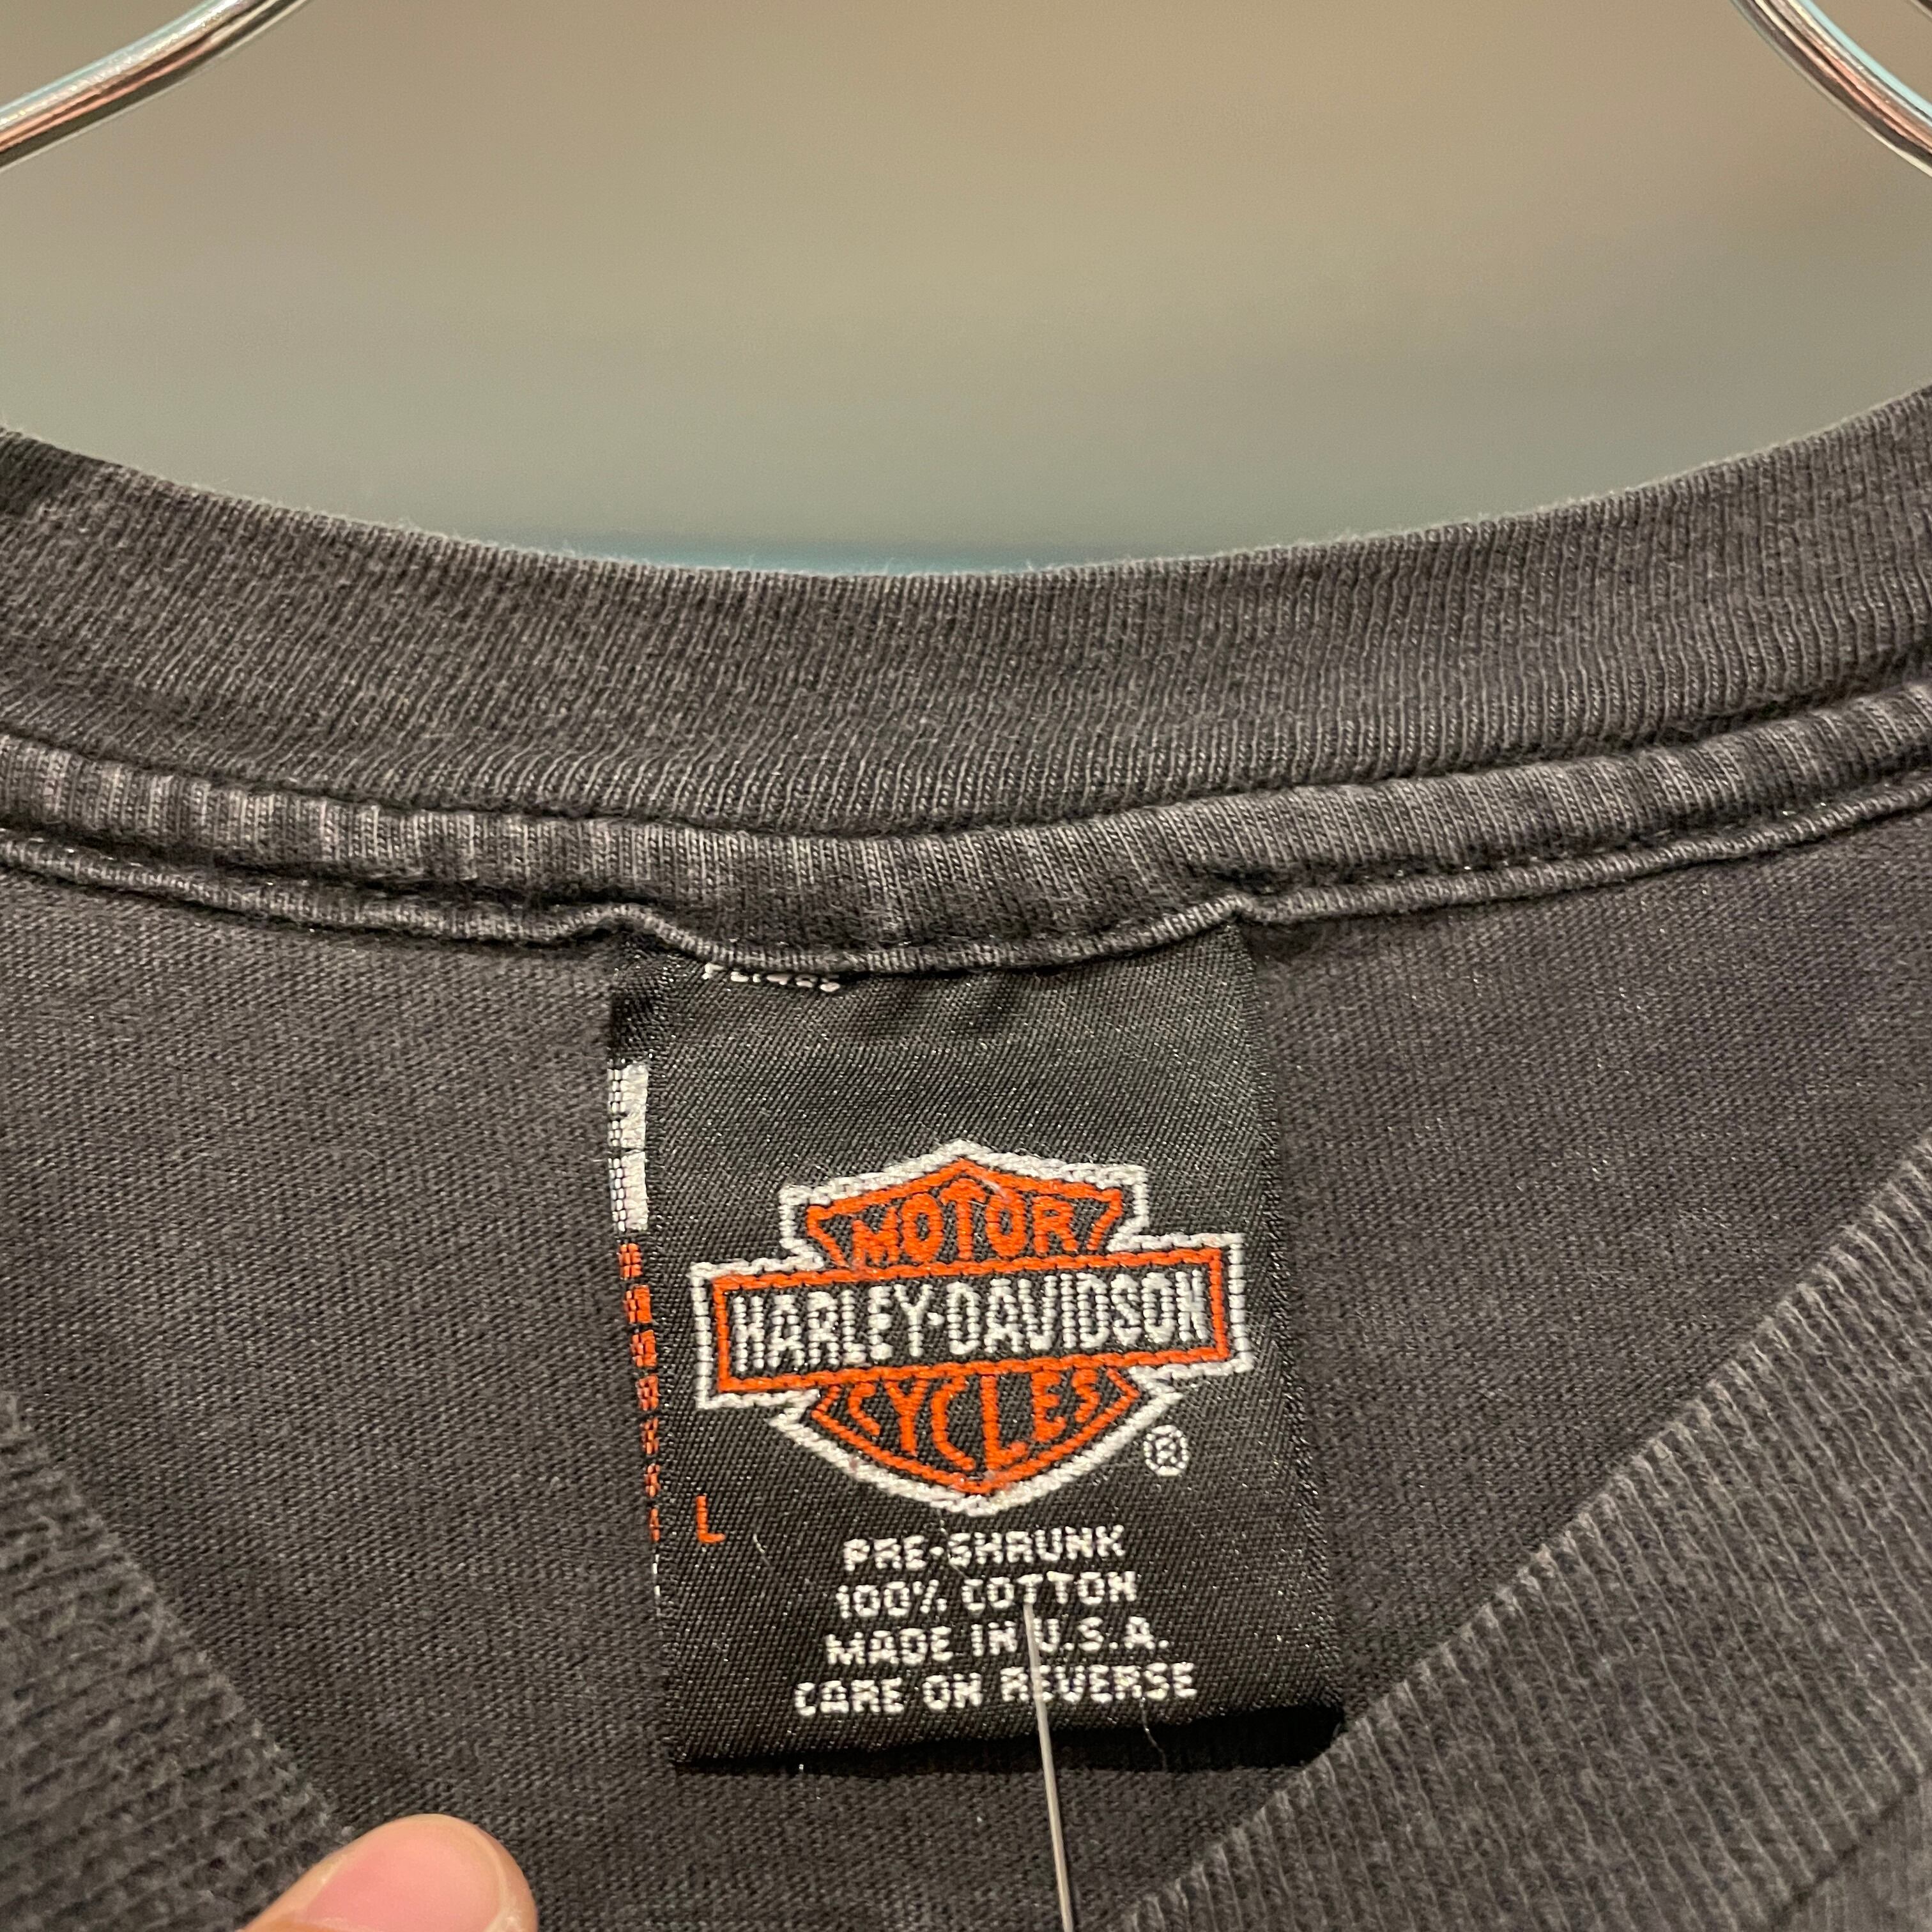 MOTOR
HARLEY-DAVIDSON
CYCLES
®
L
PRE-SHRUNK
100% COTTON
MADE IN U.S.A.
CARE ON REVERSE